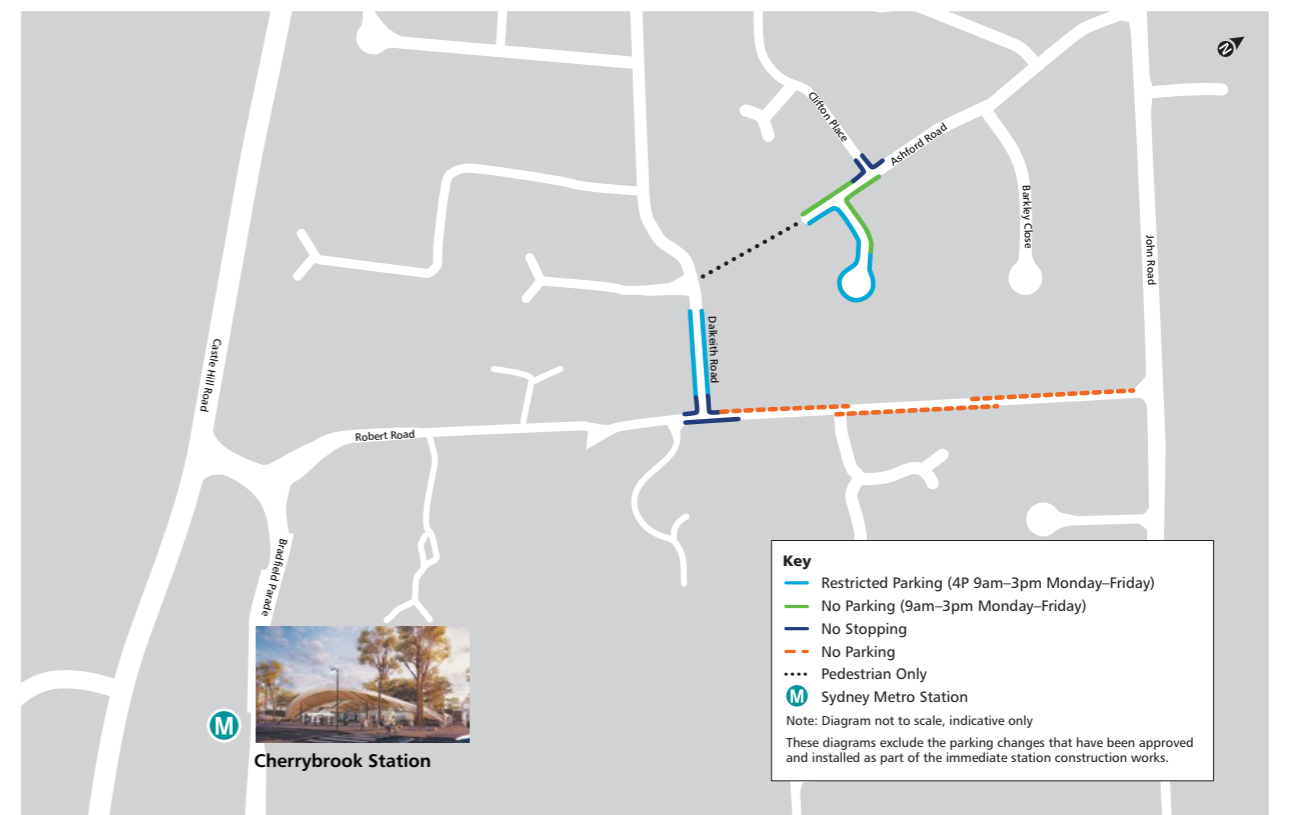 N
Clifton Place
Ashford Road
Barkley Close
John Road
Dalkeith Road
Castle Hill Road
Robert Road
Bradfield Parade
M
Cherrybrook Station
Key
Restricted Parking (4P 9am–3pm Monday–Friday)
No Parking (9am–3pm Monday–Friday)
No Stopping
No Parking
Pedestrian Only
M Sydney Metro Station
Note: Diagram not to scale, indicative only
These diagrams exclude the parking changes that have been approved
and installed as part of the immediate station construction works.